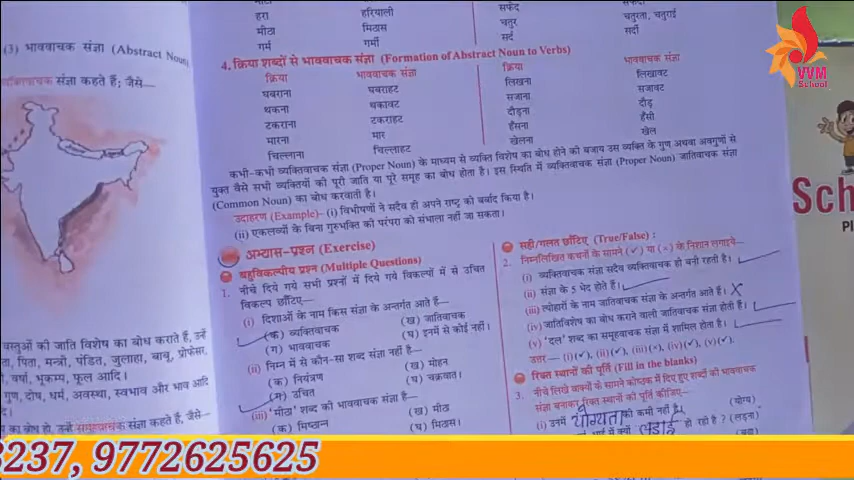 (3) भाववाचक संज्ञा (Abstract Noun)
संज्ञा कहते हैं; जैसे—
वस्तुओं की जाति विशेष का बोध कराते हैं, उन्हें
पिता, मन्त्री, पंडित, जुलाहा, बाबू, प्रोफेसर,
वर्षा, भूकम्प, फूल आदि।
गुण, दोष, धर्म, अवस्था, स्वभाव और भाव आदि
का बोध हो, उन्हें समूहवाचक संज्ञा कहते हैं, जैसे—
हरा हरियाली सफेद
मीठा मिठास चतुर चतुरता, चतुराई
गर्म गर्मी सर्द सर्दी
4. क्रिया शब्दों से भाववाचक संज्ञा (Formation of Abstract Noun to Verbs)
क्रिया भाववाचक संज्ञा क्रिया भाववाचक संज्ञा
घबराना घबराहट लिखना लिखावट
थकना थकावट सजाना सजावट
टकराना टकराहट दौड़ना दौड़
मारना मार हँसना हँसी
चिल्लाना चिल्लाहट खेलना खेल
कभी-कभी व्यक्तिवाचक संज्ञा (Proper Noun) के माध्यम से व्यक्ति विशेष का बोध होने की बजाय उस व्यक्ति के गुण अथवा अवगुणों से
युक्त वैसे सभी व्यक्तियों की पूरी जाति या पूरे समूह का बोध होता है। इस स्थिति में व्यक्तिवाचक संज्ञा (Proper Noun) जातिवाचक संज्ञा
(Common Noun) का बोध करवाती है।
उदाहरण (Example)– (i) विभीषणों ने सदैव ही अपने राष्ट्र को बर्बाद किया है।
(ii) एकलव्यों के बिना गुरुभक्ति की परंपरा को संभाला नहीं जा सकता।
अभ्यास-प्रश्न (Exercise)
बहुविकल्पीय प्रश्न (Multiple Questions)
1. नीचे दिये गये सभी प्रश्नों में दिये गये विकल्पों में से उचित
विकल्प छाँटिए—
(i) दिशाओं के नाम किस संज्ञा के अन्तर्गत आते हैं—
(क) व्यक्तिवाचक (ख) जातिवाचक
(ग) भाववाचक (घ) इनमें से कोई नहीं।
(ii) निम्न में से कौन-सा शब्द संज्ञा नहीं है—
(क) नियंत्रण (ख) मोहन
(ग) उचित (घ) चक्रवात।
(iii) 'मीठा' शब्द की भाववाचक संज्ञा है—
(क) मिष्ठान्न (ख) मीठ
(घ) मिठास।
सही/गलत छाँटिए (True/False) :
2. निम्नलिखित कथनों के सामने (✓) या (×) के निशान लगाइये—
(i) व्यक्तिवाचक संज्ञा सदैव व्यक्तिवाचक ही बनी रहती है।
(ii) संज्ञा के 5 भेद होते हैं।
(iii) त्योहारों के नाम जातिवाचक संज्ञा के अन्तर्गत आते हैं। X
(iv) जातिविशेष का बोध कराने वाली जातिवाचक संज्ञा होती है।
(v) 'दल' शब्द का समूहवाचक संज्ञा में शामिल होता है।
उत्तर— (i) (✓), (ii) (✓), (iii) (×), (iv) (✓), (v) (✓).
रिक्त स्थानों की पूर्ति (Fill in the blanks)
3. नीचे लिखे वाक्यों के सामने कोष्ठक में दिए हुए शब्दों की भाववाचक
संज्ञा बनाकर रिक्त स्थानों की पूर्ति कीजिए—
(i) उनमें योग्यता की कमी नहीं है। (योग्य)
में क्यों लड़ाई हो रही है? (लड़ना)
VVM
School
Sch
3237, 9772625625